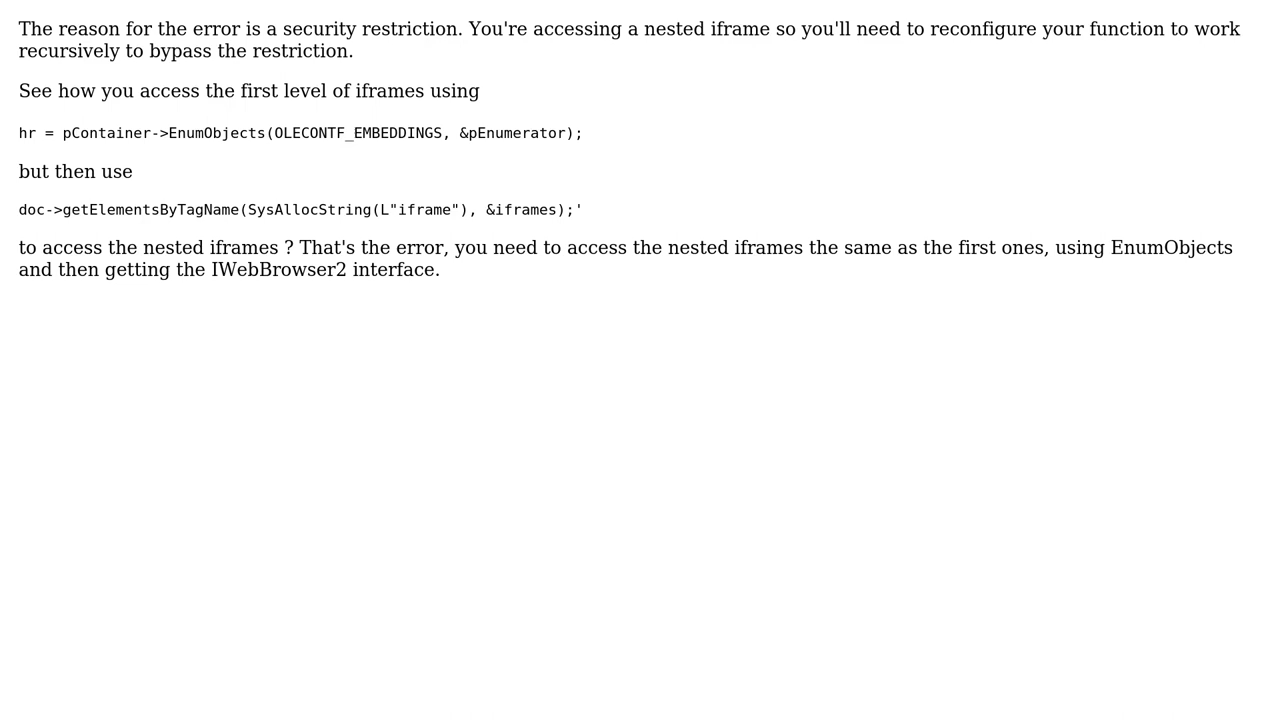 The reason for the error is a security restriction. You're accessing a nested iframe so you'll need to reconfigure your function to work
recursively to bypass the restriction.
See how you access the first level of iframes using
hr = pContainer->EnumObjects(OLECONTF_EMBEDDINGS, &pEnumerator);
but then use
doc->getElementsByTagName(SysAllocString(L"iframe"), &iframes);'
to access the nested iframes ? That's the error, you need to access the nested iframes the same as the first ones, using EnumObjects
and then getting the IWebBrowser2 interface.